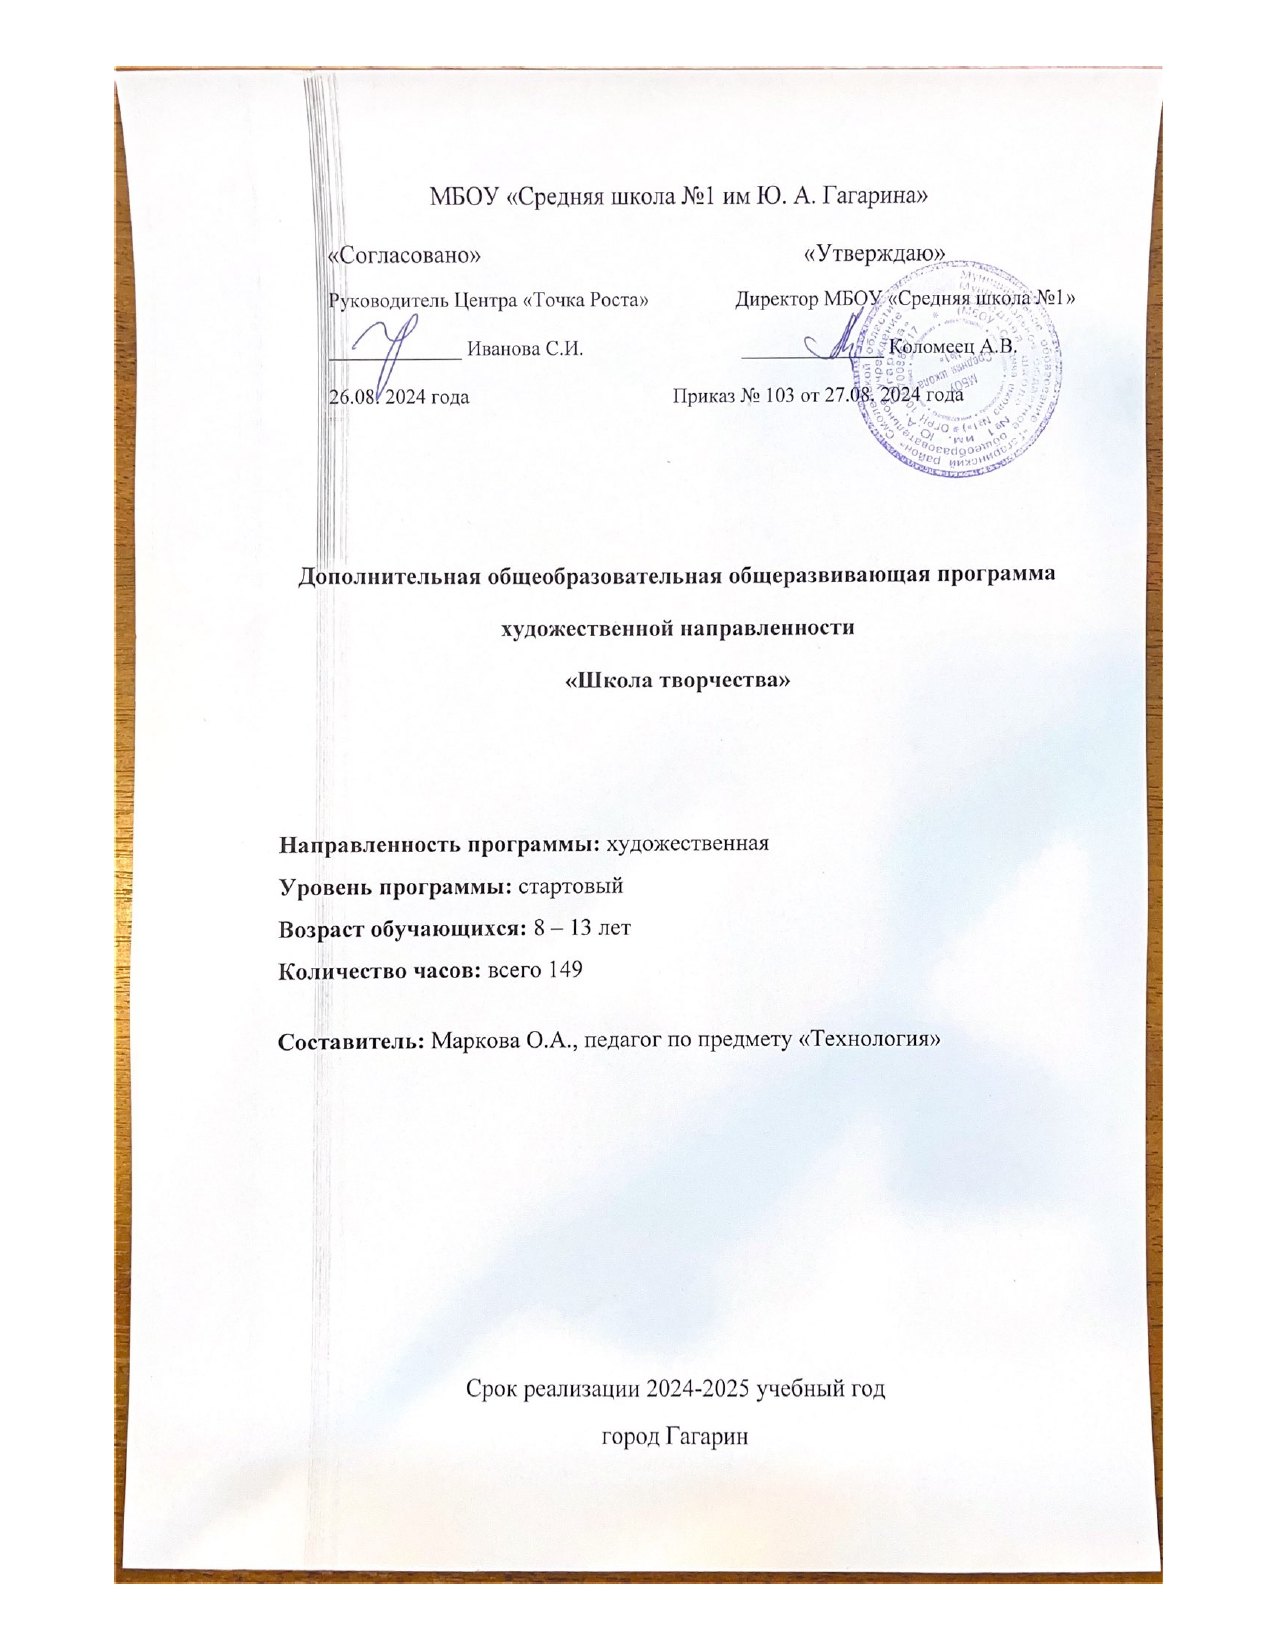 МБОУ «Средняя школа №1 им Ю. А. Гагарина»
«Согласовано» «Утверждаю»
Руководитель Центра «Точка Роста» Директор МБОУ «Средняя школа №1»
____________ Иванова С.И. _____________ Коломеец А.В.
26.08. 2024 года Приказ № 103 от 27.08. 2024 года
Дополнительная общеобразовательная общеразвивающая программа
художественной направленности
«Школа творчества»
Направленность программы: художественная
Уровень программы: стартовый
Возраст обучающихся: 8 – 13 лет
Количество часов: всего 149
Составитель: Маркова О.А., педагог по предмету «Технология»
Срок реализации 2024-2025 учебный год
город Гагарин